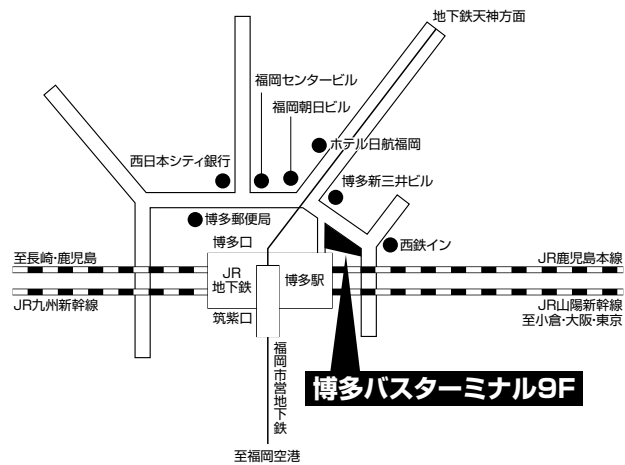 地下鉄天神方面
福岡センタービル
福岡朝日ビル
ホテル日航福岡
西日本シティ銀行
博多新三井ビル
博多郵便局
博多口
西鉄イン
至長崎・鹿児島
JR鹿児島本線
JR
地下鉄
博多駅
JR九州新幹線
JR山陽新幹線
筑紫口
至小倉・大阪・東京
福岡市営地下鉄
博多バスターミナル9F
至福岡空港